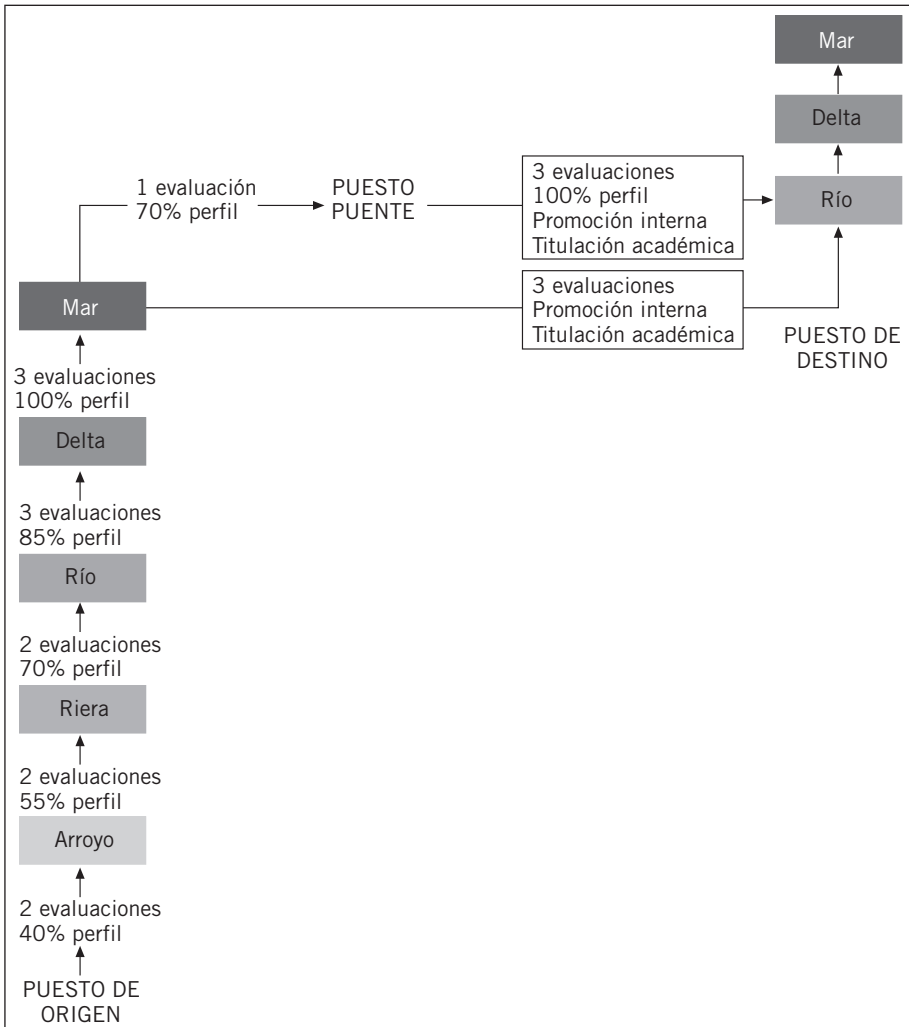 Mar
Delta
Río
1 evaluación
70% perfil
PUESTO
PUENTE
3 evaluaciones
100% perfil
Promoción interna
Titulación académica
3 evaluaciones
Promoción interna
Titulación académica
PUESTO DE
DESTINO
Mar
3 evaluaciones
100% perfil
Delta
3 evaluaciones
85% perfil
Río
2 evaluaciones
70% perfil
Riera
2 evaluaciones
55% perfil
Arroyo
2 evaluaciones
40% perfil
PUESTO DE
ORIGEN